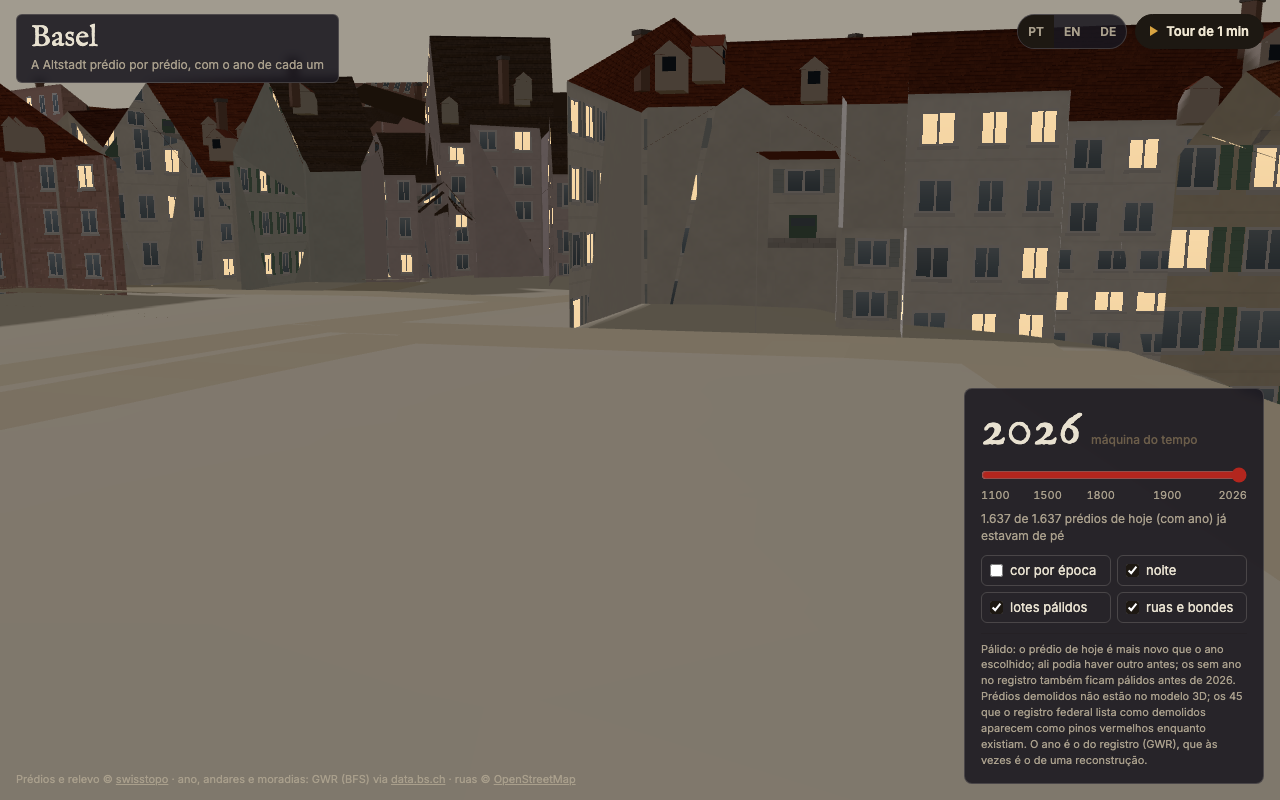 Basel
A Altstadt prédio por prédio, com o ano de cada um
PT EN DE
Tour de 1 min
2026 máquina do tempo
1100 1500 1800 1900 2026
1.637 de 1.637 prédios de hoje (com ano) já
estavam de pé
cor por época
noite
lotes pálidos
ruas e bondes
Pálido: o prédio de hoje é mais novo que o ano
escolhido; ali podia haver outro antes; os sem ano
no registro também ficam pálidos antes de 2026.
Prédios demolidos não estão no modelo 3D; os 45
que o registro federal lista como demolidos
aparecem como pinos vermelhos enquanto
existiam. O ano é o do registro (GWR), que às
vezes é o de uma reconstrução.
Prédios e relevo © swisstopo · ano, andares e moradias: GWR (BFS) via data.bs.ch · ruas © OpenStreetMap